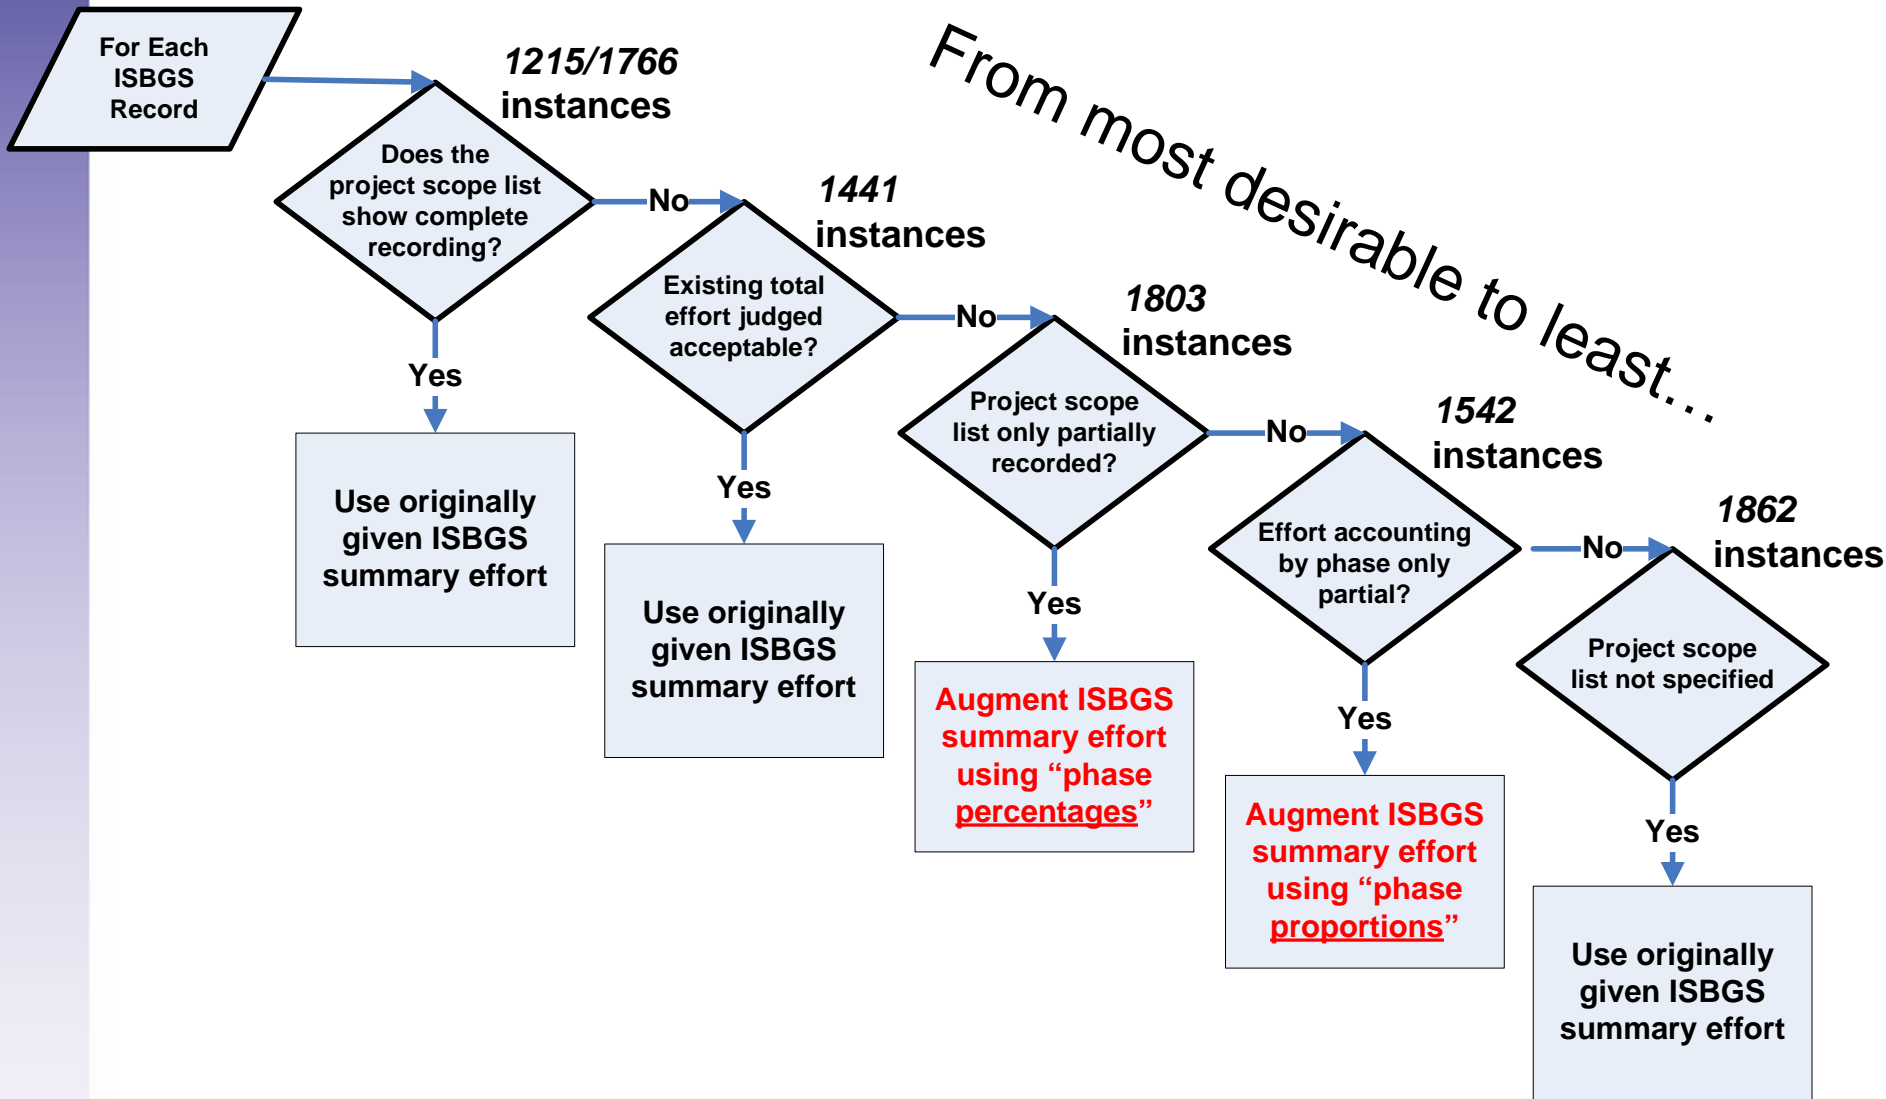 For Each
ISBGS
Record
1215/1766
instances
From most desirable to least…
Does the
project scope list
show complete
recording?
No
1441
instances
Existing total
effort judged
acceptable?
No
1803
instances
Project scope
list only partially
recorded?
No
1542
instances
Effort accounting
by phase only
partial?
No
1862
instances
Project scope
list not specified
Yes
Use originally
given ISBGS
summary effort
Yes
Use originally
given ISBGS
summary effort
Yes
Augment ISBGS
summary effort
using “phase
percentages”
Yes
Augment ISBGS
summary effort
using “phase
proportions”
Yes
Use originally
given ISBGS
summary effort